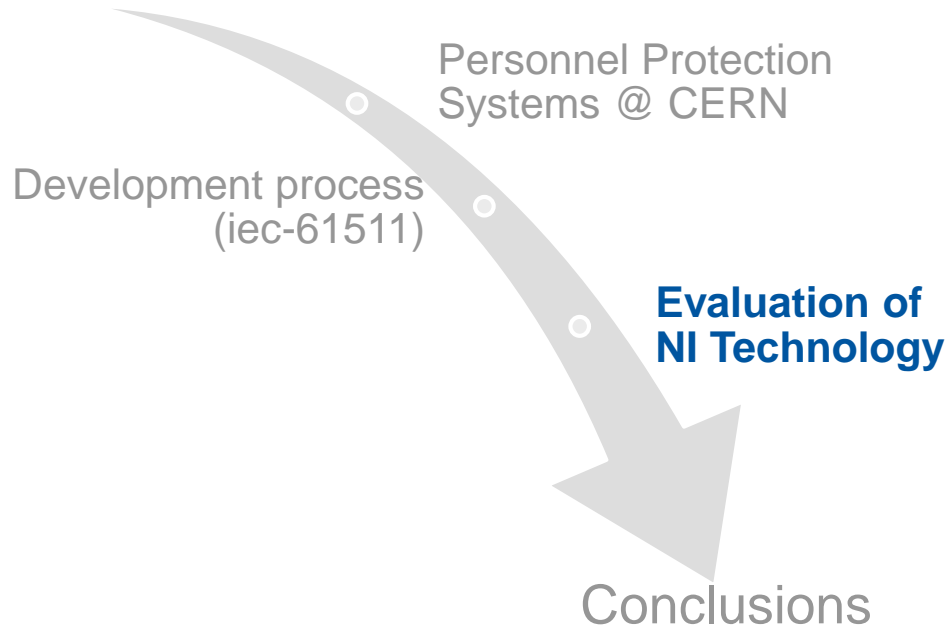 Personnel Protection
Systems @ CERN
Development process
(iec-61511)
Evaluation of
NI Technology
Conclusions